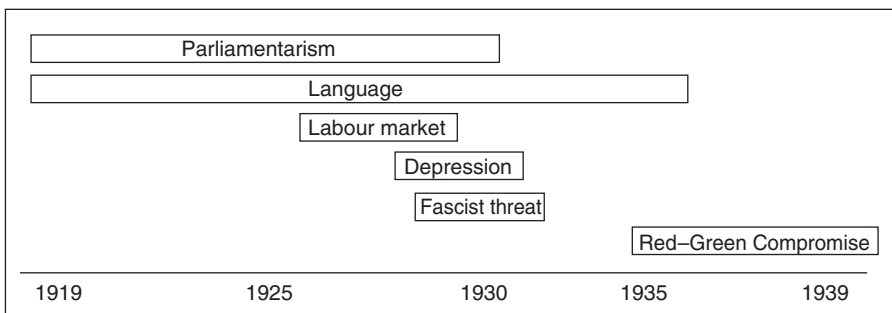 Parliamentarism
Language
Labour market
Depression
Fascist threat
Red–Green Compromise
1919 1925 1930 1935 1939